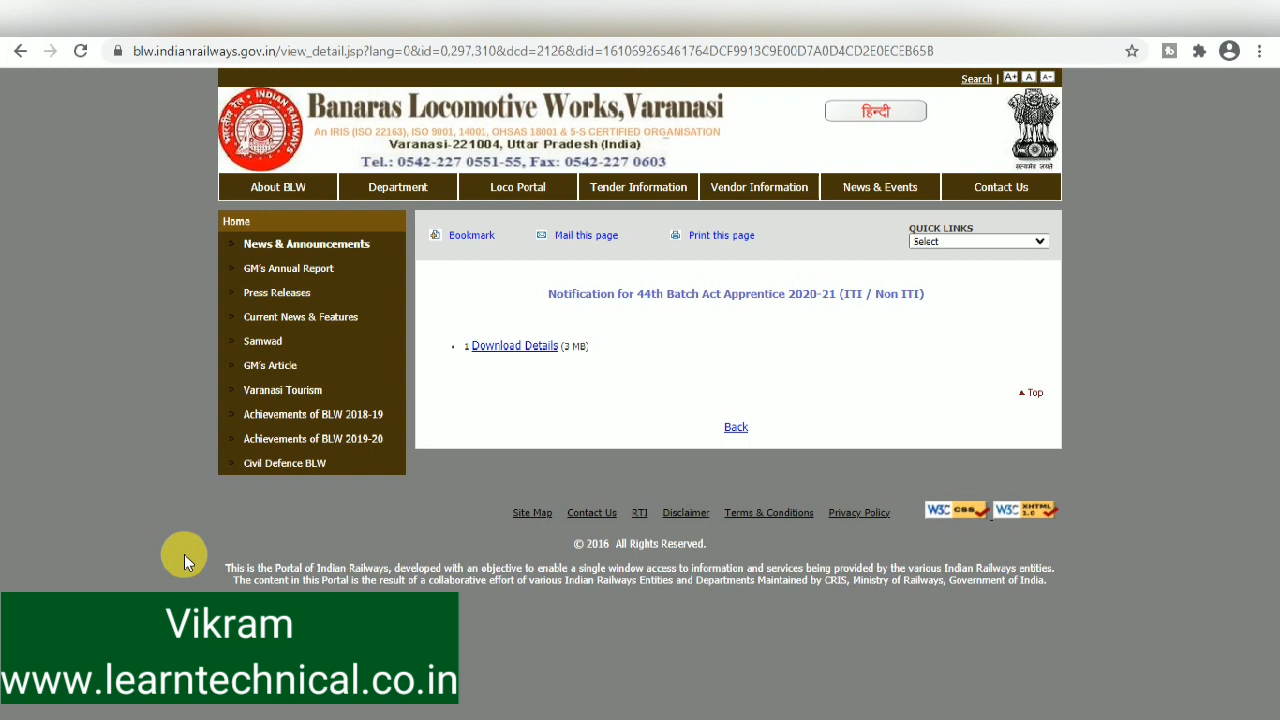 blw.indianrailways.gov.in/view_detail.jsp?lang=0&id=0,297,310&dcd=2126&did=161069265461764DCF9913C9E00D7A0D4CD2E0ECEB65B
Search | A+ A A-
Banaras Locomotive Works,Varanasi
An IRIS (ISO 22163), ISO 9001, 14001, OHSAS 18001 & 5-S CERTIFIED ORGANISATION
Varanasi-221004, Uttar Pradesh (India)
Tel.: 0542-227 0551-55, Fax: 0542-227 0603
हिन्दी
सत्यमेव जयते
About BLW Department Loco Portal Tender Information Vendor Information News & Events Contact Us
Home
News & Announcements
GM's Annual Report
Press Releases
Current News & Features
Samwad
GM's Article
Varanasi Tourism
Achievements of BLW 2018-19
Achievements of BLW 2019-20
Civil Defence BLW
Bookmark Mail this page Print this page
QUICK LINKS
Select
Notification for 44th Batch Act Apprentice 2020-21 (ITI / Non ITI)
1 Download Details (3 MB)
Top
Back
Site Map Contact Us RTI Disclaimer Terms & Conditions Privacy Policy
W3C CSS W3C XHTML 1.0
© 2016 All Rights Reserved.
This is the Portal of Indian Railways, developed with an objective to enable a single window access to information and services being provided by the various Indian Railways entities.
The content in this Portal is the result of a collaborative effort of various Indian Railways Entities and Departments Maintained by CRIS, Ministry of Railways, Government of India.
Vikram
www.learntechnical.co.in